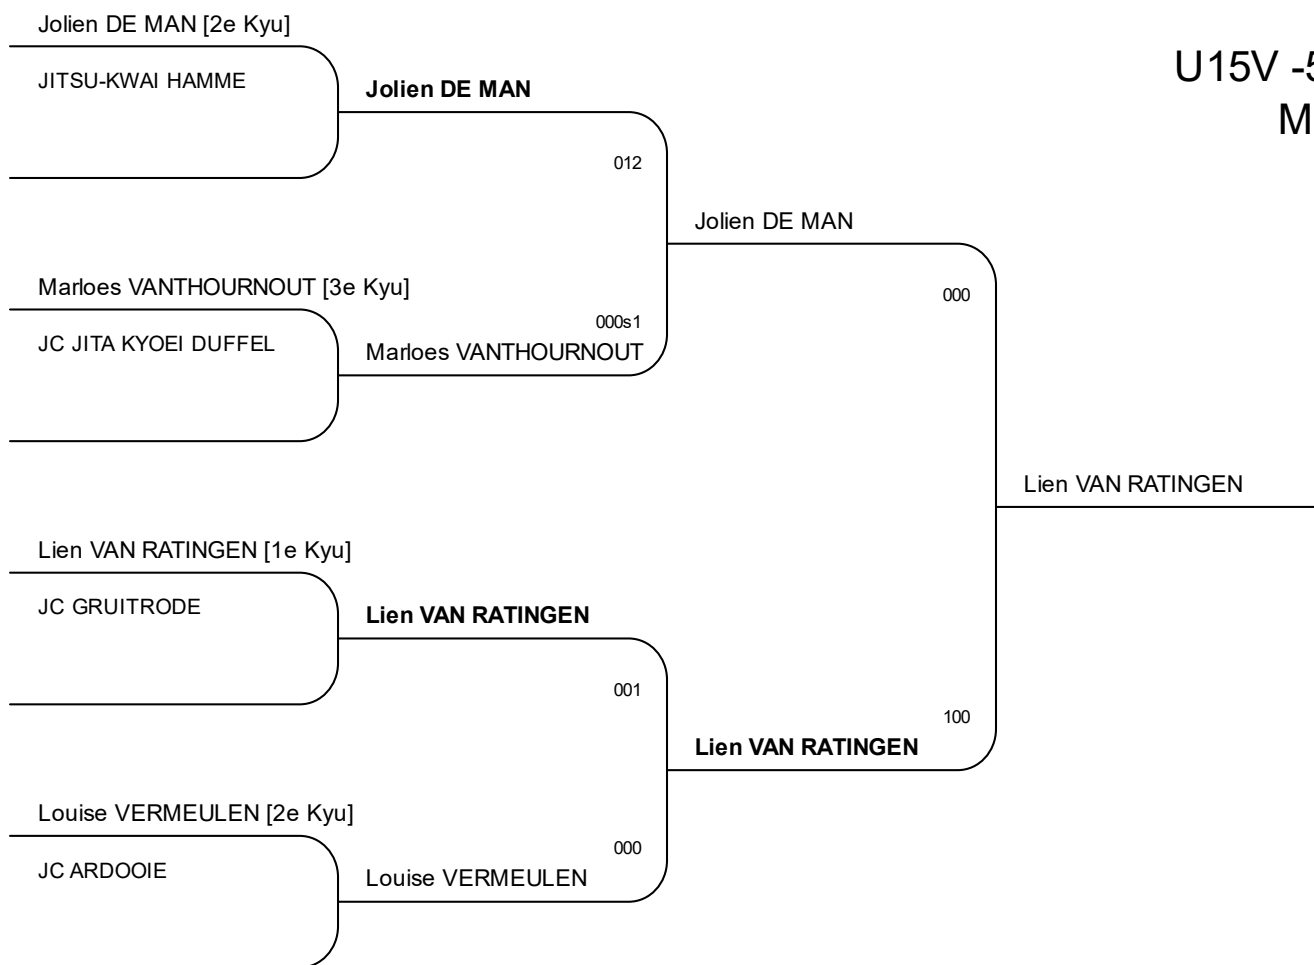 Jolien DE MAN [2e Kyu]
JITSU-KWAI HAMME
Jolien DE MAN
U15V -5
M
012
Jolien DE MAN
Marloes VANTHOURNOUT [3e Kyu]
000
000s1
JC JITA KYOEI DUFFEL
Marloes VANTHOURNOUT
Lien VAN RATINGEN
Lien VAN RATINGEN [1e Kyu]
JC GRUITRODE
Lien VAN RATINGEN
001
100
Lien VAN RATINGEN
Louise VERMEULEN [2e Kyu]
000
JC ARDOOIE
Louise VERMEULEN